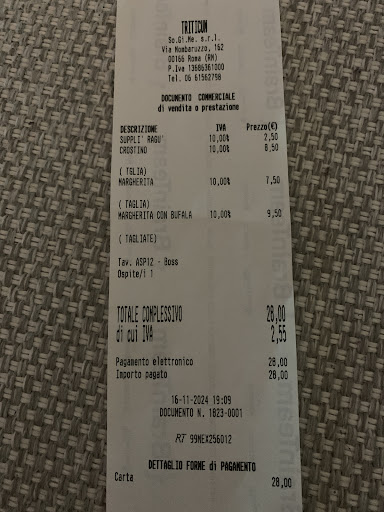 TRITICUM
So.Gi.Me. s.r.l.
Via Mombaruzzo, 162
00166 Roma (RM)
P.Iva 13686361000
Tel. 06 61562798
DOCUMENTO COMMERCIALE
di vendita o prestazione
DESCRIZIONE IVA Prezzo(€)
SUPPLI' RAGU' 10,00% 2,50
CROSTINO 10,00% 8,50
( TGLIA)
MARGHERITA 10,00% 7,50
( TAGLIA)
MARGHERITA CON BUFALA 10,00% 9,50
( TAGLIATE)
Tav. ASP12 - Boss
Ospite/i 1
TOTALE COMPLESSIVO 28,00
di cui IVA 2,55
Pagamento elettronico 28,00
Importo pagato 28,00
16-11-2024 19:09
DOCUMENTO N. 1823-0001
RT 99MEX256012
DETTAGLIO FORME di PAGAMENTO
Carta 28,00